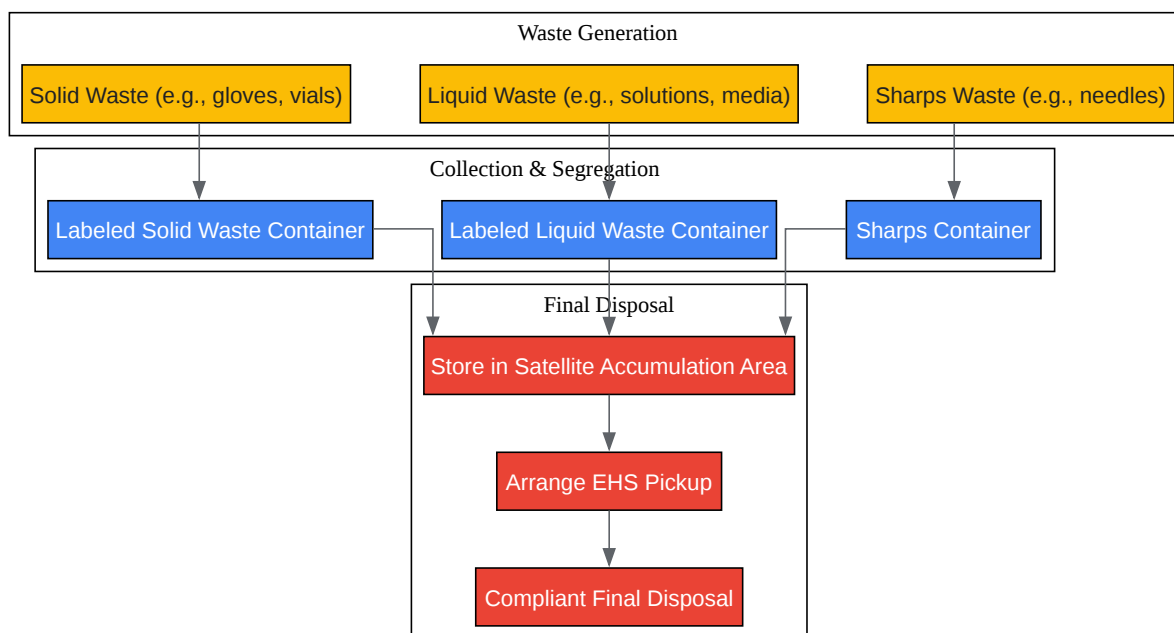 Waste Generation
Solid Waste (e.g., gloves, vials)
Liquid Waste (e.g., solutions, media)
Sharps Waste (e.g., needles)
Collection & Segregation
Labeled Solid Waste Container
Labeled Liquid Waste Container
Sharps Container
Final Disposal
Store in Satellite Accumulation Area
Arrange EHS Pickup
Compliant Final Disposal